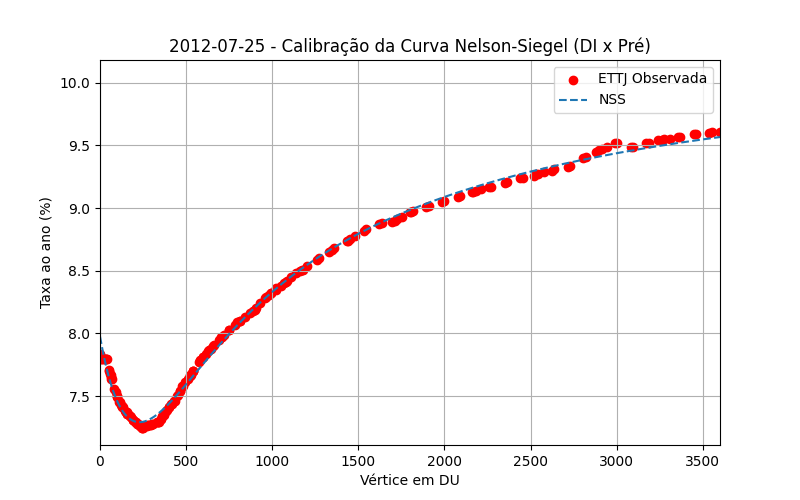 2012-07-25 - Calibração da Curva Nelson-Siegel (DI x Pré)
ETTJ Observada
NSS
Taxa ao ano (%)
10.0
9.5
9.0
8.5
8.0
7.5
0 500 1000 1500 2000 2500 3000 3500
Vértice em DU